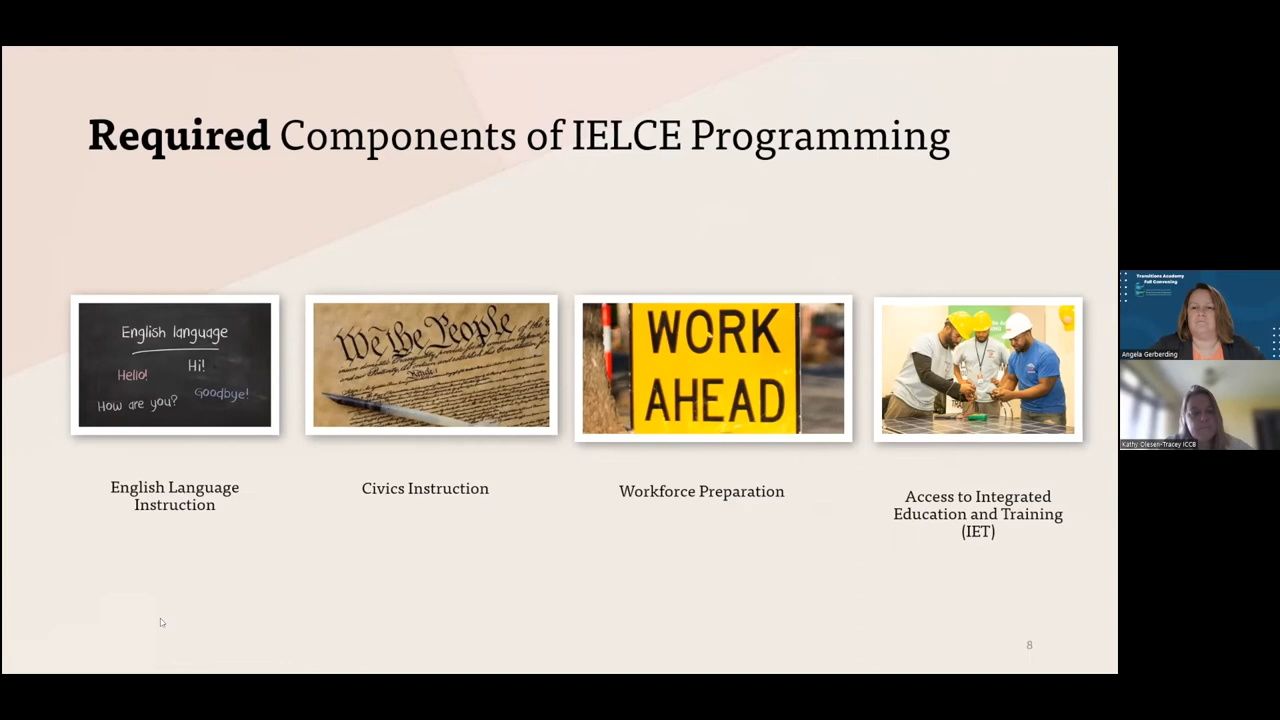 Required Components of IELCE Programming
English language
Hi!
Hello!
How are you?
Goodbye!
We the People
WORK
AHEAD
English Language
Instruction
Civics Instruction
Workforce Preparation
Access to Integrated
Education and Training
(IET)
8
Transitions Academy
Full Convening
Angela Gerberding
Kathy Olesen-Tracey ICCB